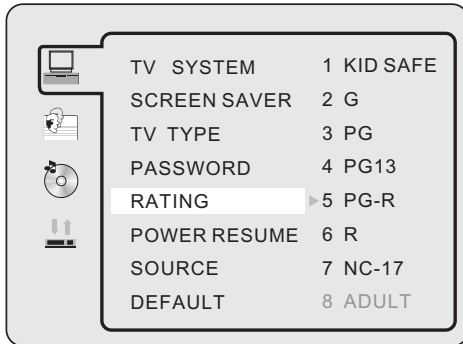 TV SYSTEM 1 KID SAFE
SCREEN SAVER 2 G
TV TYPE 3 PG
PASSWORD 4 PG13
RATING 5 PG-R
POWER RESUME 6 R
SOURCE 7 NC-17
DEFAULT 8 ADULT